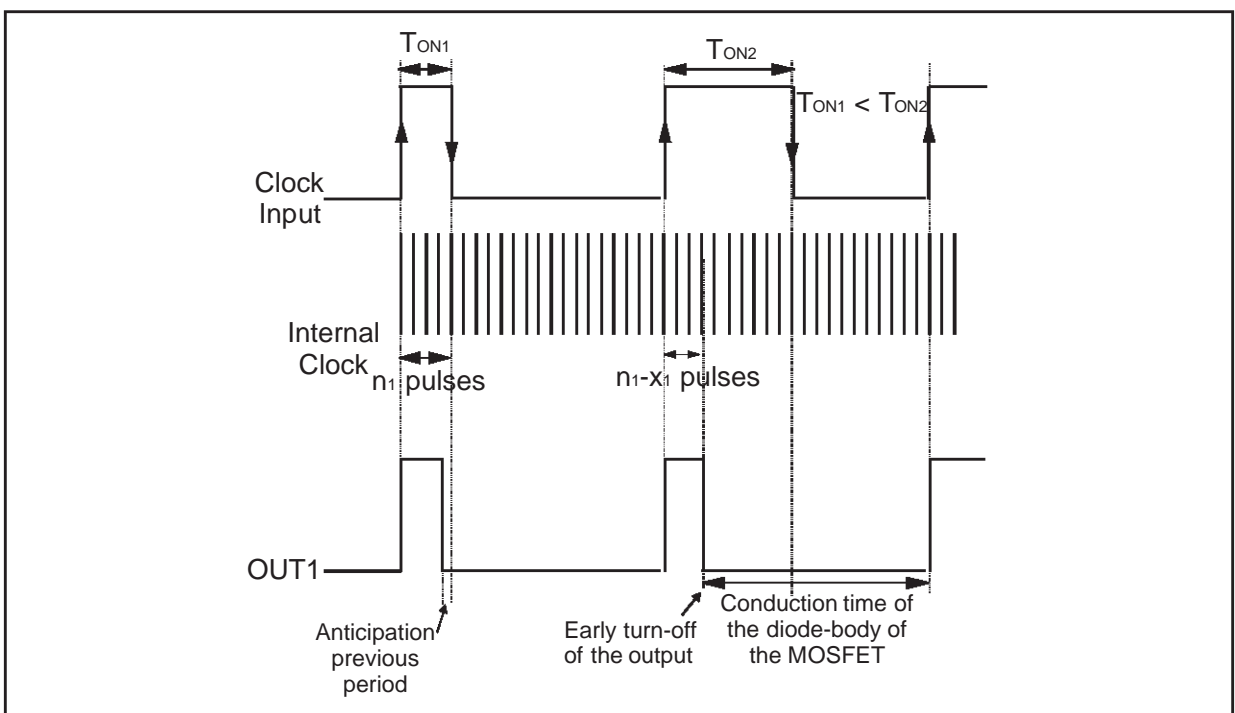 TON1
TON2
TON1 < TON2
Clock
Input
Internal
Clock
n1 pulses
n1-x1 pulses
OUT1
Anticipation
previous
period
Early turn-off
of the output
Conduction time of
the diode-body of
the MOSFET